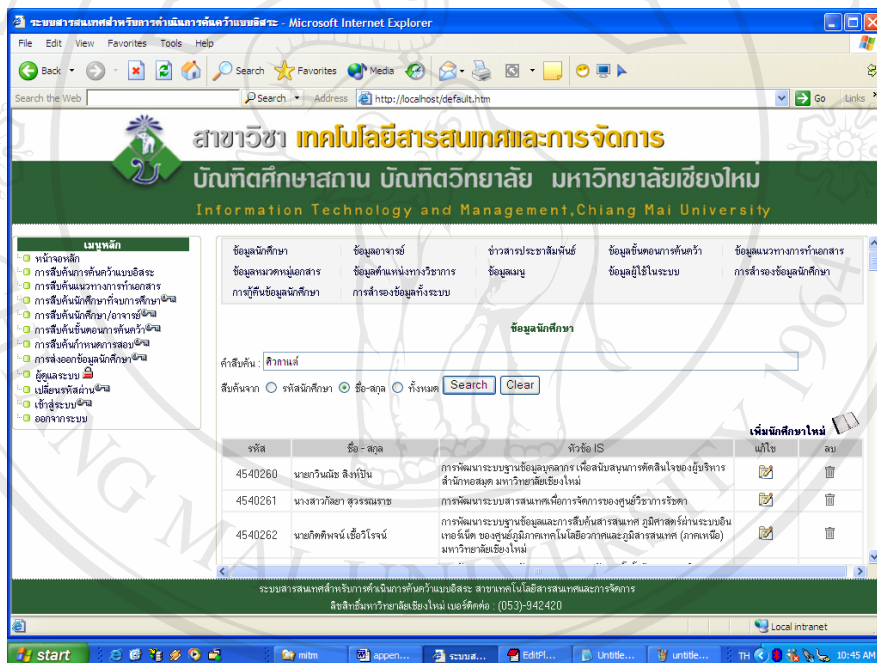 ระบบสารสนเทศสำหรับการดำเนินการค้นคว้าแบบอิสระ - Microsoft Internet Explorer
File Edit View Favorites Tools Help
Back Search Favorites Media
Search the Web Search Address http://localhost/default.htm Go Links
สาขาวิชา เทคโนโลยีสารสนเทศและการจัดการ
บัณฑิตศึกษาสถาน บัณฑิตวิทยาลัย มหาวิทยาลัยเชียงใหม่
Information Technology and Management,Chiang Mai University
เมนูหลัก
หน้าจอหลัก
การสืบค้นการค้นคว้าแบบอิสระ
การสืบค้นแนวทางการทำเอกสาร
การสืบค้นนักศึกษาที่จบการศึกษา
การสืบค้นนักศึกษา/อาจารย์
การสืบค้นขั้นตอนการค้นคว้า
การสืบค้นกำหนดการสอบ
การส่งออกข้อมูลนักศึกษา
ผู้ดูแลระบบ
เปลี่ยนรหัสผ่าน
เข้าสู่ระบบ
ออกจากระบบ
ข้อมูลนักศึกษา ข้อมูลอาจารย์ ข่าวสารประชาสัมพันธ์ ข้อมูลขั้นตอนการค้นคว้า ข้อมูลแนวทางการทำเอกสาร
ข้อมูลหมวดหมู่เอกสาร ข้อมูลตำแหน่งทางวิชาการ ข้อมูลเมนู ข้อมูลผู้ใช้ในระบบ การสำรองข้อมูลนักศึกษา
การกู้คืนข้อมูลนักศึกษา การสำรองข้อมูลทั้งระบบ
ข้อมูลนักศึกษา
คำสืบค้น : ศิวกานต์
สืบค้นจาก รหัสนักศึกษา ชื่อ-สกุล ทั้งหมด Search Clear
เพิ่มนักศึกษาใหม่
รหัส ชื่อ - สกุล หัวข้อ IS แก้ไข ลบ
4540260 นายกวินณัช สิงห์ปัน การพัฒนาระบบฐานข้อมูลบุคลากร เพื่อสนับสนุนการตัดสินใจของผู้บริหาร
สำนักหอสมุด มหาวิทยาลัยเชียงใหม่
4540261 นางสาวกัลยา สุวรรณราช การพัฒนาระบบสารสนเทศเพื่อการจัดการของศูนย์วิชาการรัชดา
4540262 นายกิตติพจน์ เชื้อวิโรจน์ การพัฒนาระบบฐานข้อมูลและการสืบค้นสารสนเทศ ภูมิศาสตร์ผ่านระบบอิน
เทอร์เน็ต ของศูนย์ภูมิภาคเทคโนโลยีอวกาศและภูมิสารสนเทศ (ภาคเหนือ)
มหาวิทยาลัยเชียงใหม่
ระบบสารสนเทศสำหรับการดำเนินการค้นคว้าแบบอิสระ สาขาเทคโนโลยีสารสนเทศและการจัดการ
ลิขสิทธิ์มหาวิทยาลัยเชียงใหม่ เบอร์ติดต่อ : (053)-942420
Local intranet
start mitm appen... ระบบส... EditPl... Untitle... untitle... TH 10:45 AM
MAI UNIVERSITY 1964